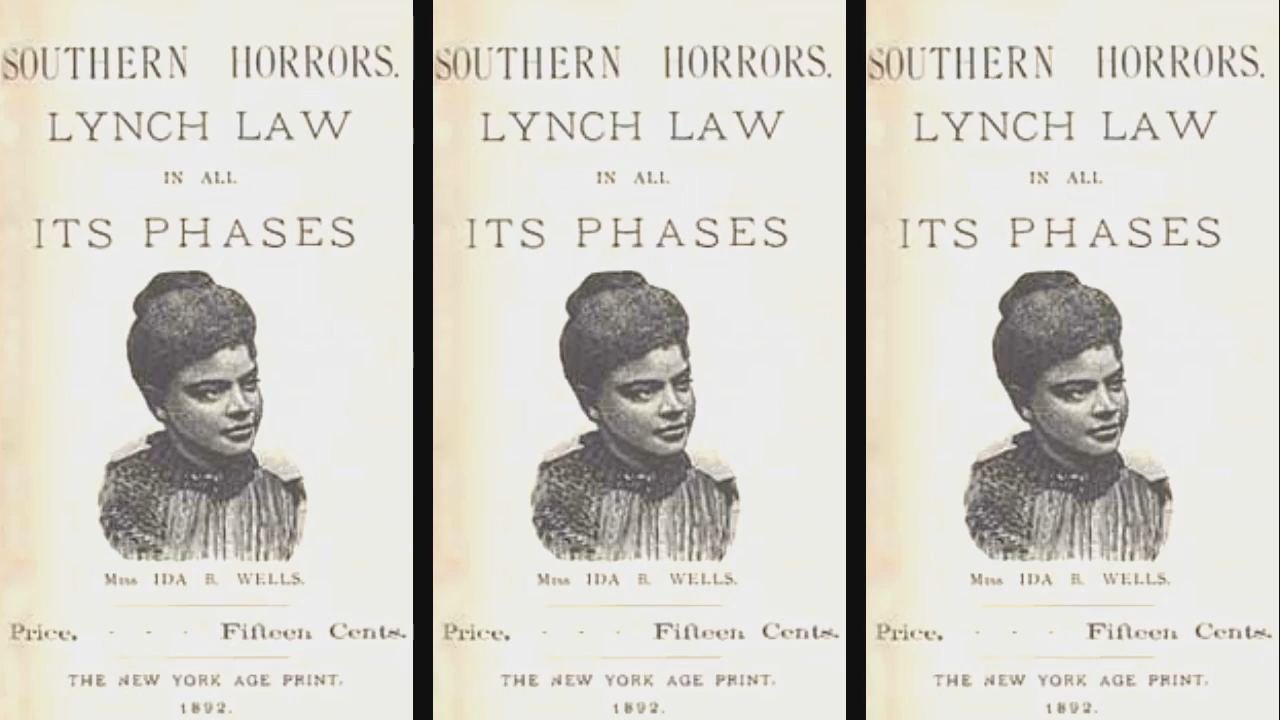 SOUTHERN HORRORS.
LYNCH LAW
IN ALL
ITS PHASES
Miss IDA B. WELLS.
Price, - - - Fifteen Cents.
THE NEW YORK AGE PRINT.
1892.
SOUTHERN HORRORS.
LYNCH LAW
IN ALL
ITS PHASES
Miss IDA B. WELLS.
Price, - - - Fifteen Cents.
THE NEW YORK AGE PRINT.
1892.
SOUTHERN HORRORS.
LYNCH LAW
IN ALL
ITS PHASES
Miss IDA B. WELLS.
Price, - - - Fifteen Cents.
THE NEW YORK AGE PRINT.
1892.